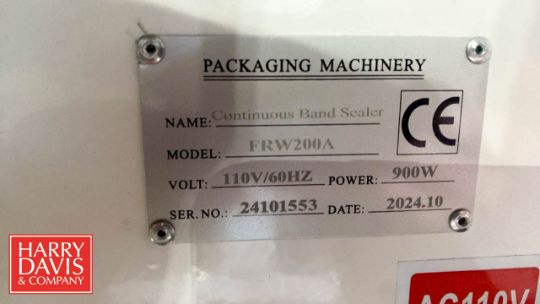 PACKAGING MACHINERY
NAME: Continuous Band Sealer
CE
MODEL: FRW200A
VOLT: 110V/60HZ POWER: 900W
SER.NO.: 24101553 DATE: 2024.10
HARRY
DAVIS
& COMPANY
AC110V